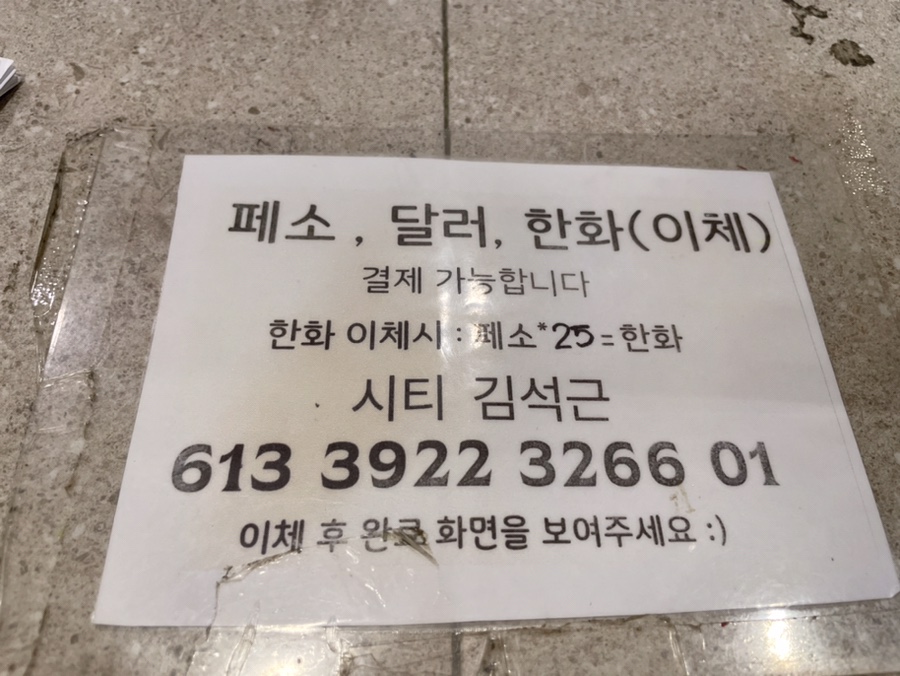 페소 , 달러, 한화(이체)
결제 가능합니다
한화 이체시 : 페소*25=한화
시티 김석근
613 3922 3266 01
이체 후 완료 화면을 보여주세요 :)